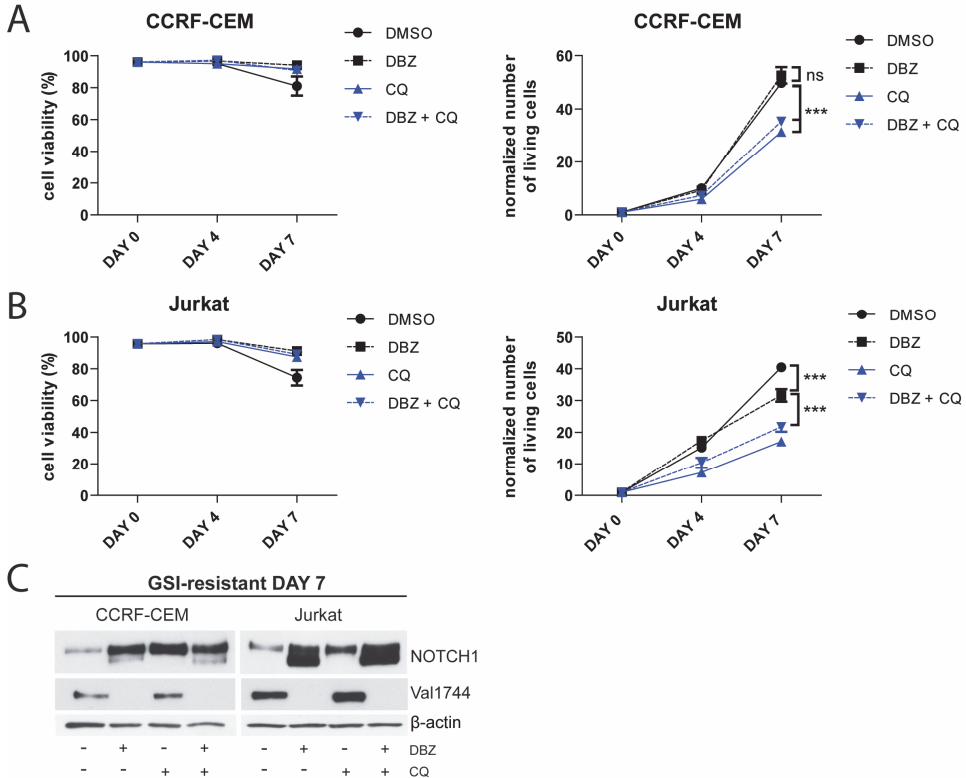 A
CCRF-CEM
cell viability (%)
100
80
60
40
20
0
DAY 0
DAY 4
DAY 7
DMSO
DBZ
CQ
DBZ + CQ
CCRF-CEM
normalized number
of living cells
60
40
20
0
DAY 0
DAY 4
DAY 7
ns
***
DMSO
DBZ
CQ
DBZ + CQ
B
Jurkat
cell viability (%)
100
80
60
40
20
0
DAY 0
DAY 4
DAY 7
DMSO
DBZ
CQ
DBZ + CQ
Jurkat
normalized number
of living cells
50
40
30
20
10
0
DAY 0
DAY 4
DAY 7
***
***
DMSO
DBZ
CQ
DBZ + CQ
C
GSI-resistant DAY 7
CCRF-CEM Jurkat
NOTCH1
Val1744
β-actin
- + - + - + - + DBZ
- - + + - - + + CQ